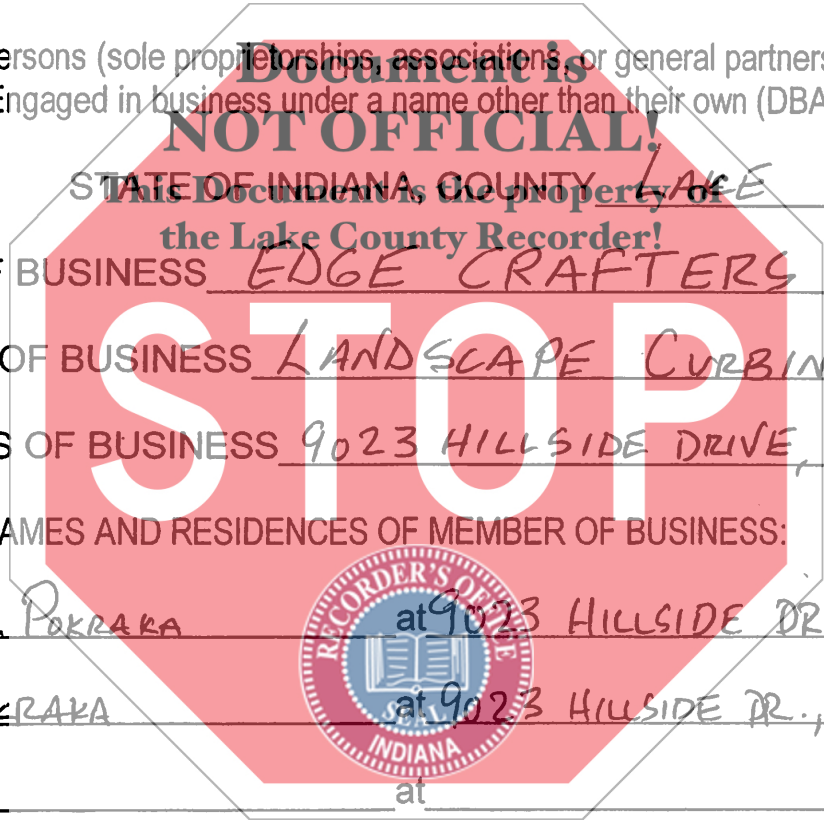 ersons (sole proprietorships, associations, or general partners
Document is
Engaged in business under a name other than their own (DBA
NOT OFFICIAL!
STATE OF INDIANA, COUNTY LAKE
This Document is the property of
the Lake County Recorder!
F BUSINESS EDGE CRAFTERS
STOP
OF BUSINESS LANDSCAPE CURBIN
S OF BUSINESS 9023 HILLSIDE DRIVE,
AMES AND RESIDENCES OF MEMBER OF BUSINESS:
RECORDER'S OFFICE
POKRAKA at 9023 HILLSIDE DR
KRAKA at 9023 HILLSIDE DR.,
SEAL
INDIANA
at